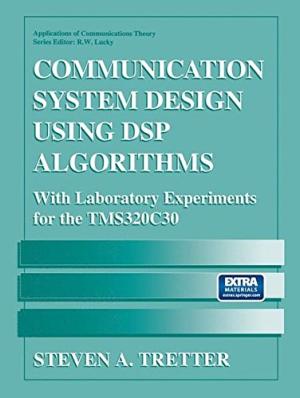 Applications of Communications Theory
Series Editor: R.W. Lucky
COMMUNICATION
SYSTEM DESIGN
USING DSP
ALGORITHMS
With Laboratory Experiments
for the TMS320C30
EXTRA
MATERIALS
extras.springer.com
STEVEN A. TRETTER